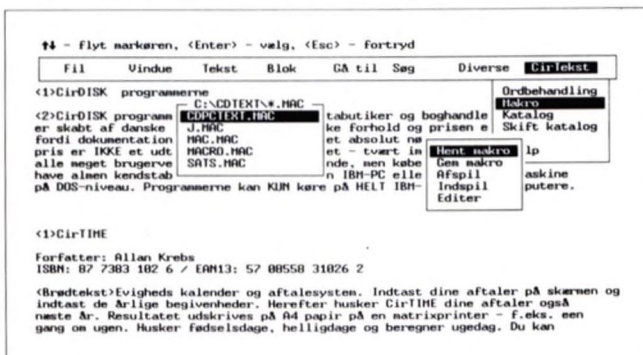 ↑↓ - flyt markøren, <Enter> - vælg, <Esc> - fortryd
Fil Vindue Tekst Blok Gå til Søg Diverse CirTekst
<1>CirDISK programmerne
Ordbehandling
Makro
Katalog
Skift katalog
C:\CDTEXT\*.MAC
CDPCTEXT.MAC
J.MAC
MAC.MAC
MACRO.MAC
SATS.MAC
<2>CirDISK programm tabutiker og boghandle
er skabt af danske ke forhold og prisen e
fordi dokumentation et absolut nø
pris er IKKE et udt et - tvært im lp
alle meget brugerve nde, men købe
have almen kendstab n IBM-PC elle askine
på DOS-niveau. Programmerne kan KUN køre på HELT IBM- putere.
Hent makro
Gem makro
Afspil
Indspil
Editer
<1>CirTIME
Forfatter: Allan Krebs
ISBN: 87 7383 102 6 / EAN13: 57 08558 31026 2
<Brødtekst>Evigheds kalender og aftalesystem. Indtast dine aftaler på skærmen og
indtast de årlige begivenheder. Herefter husker CirTIME dine aftaler også
næste år. Resultatet udskrives på A4 papir på en matrixprinter - f.eks. een
gang om ugen. Husker fødselsdage, helligdage og beregner ugedag. Du kan